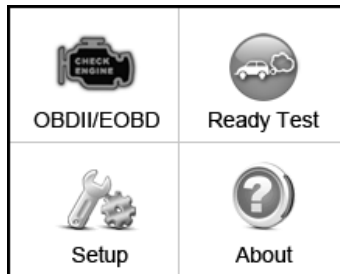 CHECK
ENGINE
OBDII/EOBD
Ready Test
Setup
About